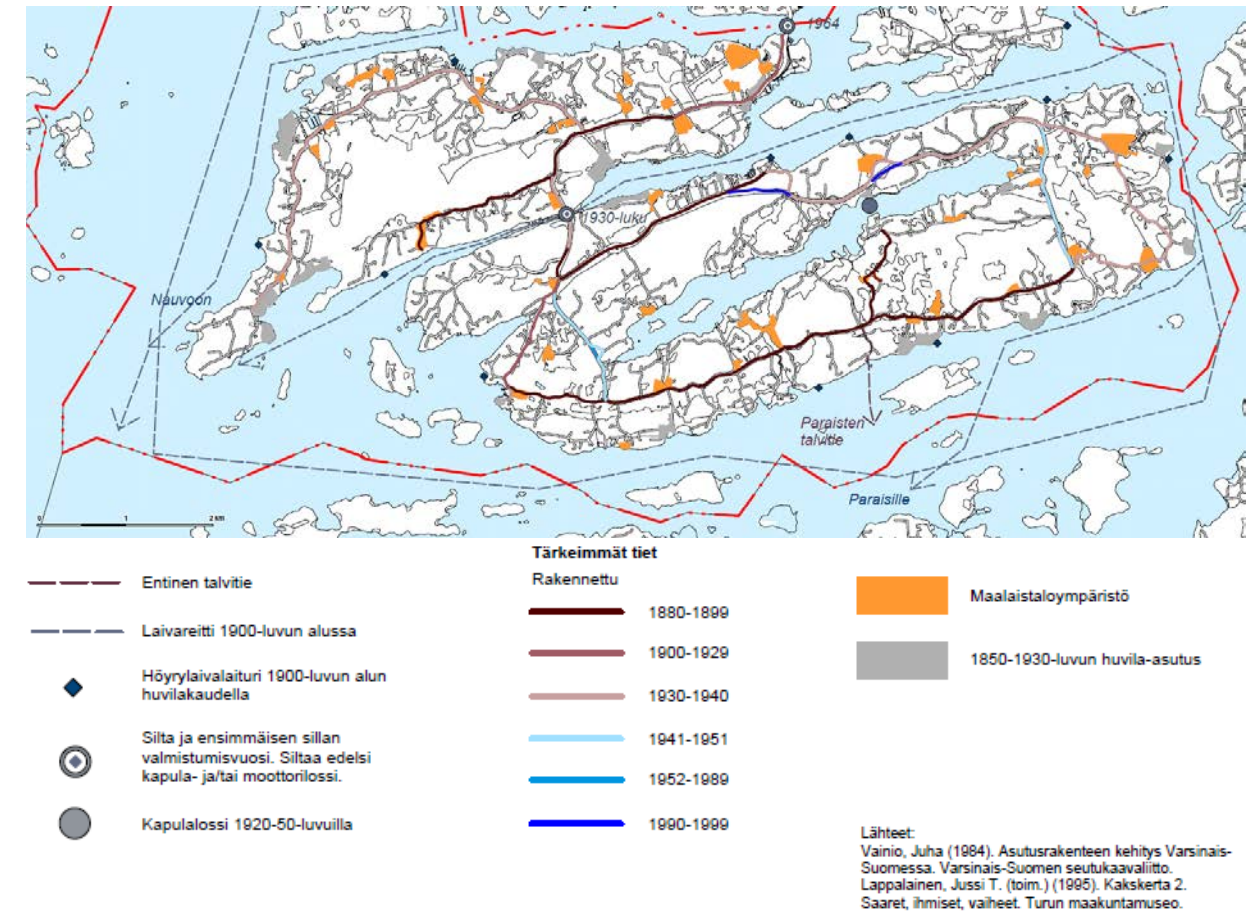 1964
1930-luku
Nauvoon
Paraisten
talvitie
Paraisille
0 1 2 km
Tärkeimmät tiet
Entinen talvitie
Laivareitti 1900-luvun alussa
Höyrylaivalaituri 1900-luvun alun
huvilakaudella
Silta ja ensimmäisen sillan
valmistumisvuosi. Siltaa edelsi
kapula- ja/tai moottorilossi.
Kapulalossi 1920-50-luvuilla
Rakennettu
1880-1899
1900-1929
1930-1940
1941-1951
1952-1989
1990-1999
Maalaistaloympäristö
1850-1930-luvun huvila-asutus
Lähteet:
Vainio, Juha (1984). Asutusrakenteen kehitys Varsinais-
Suomessa. Varsinais-Suomen seutukaavaliitto.
Lappalainen, Jussi T. (toim.) (1995). Kakskerta 2.
Saaret, ihmiset, vaiheet. Turun maakuntamuseo.